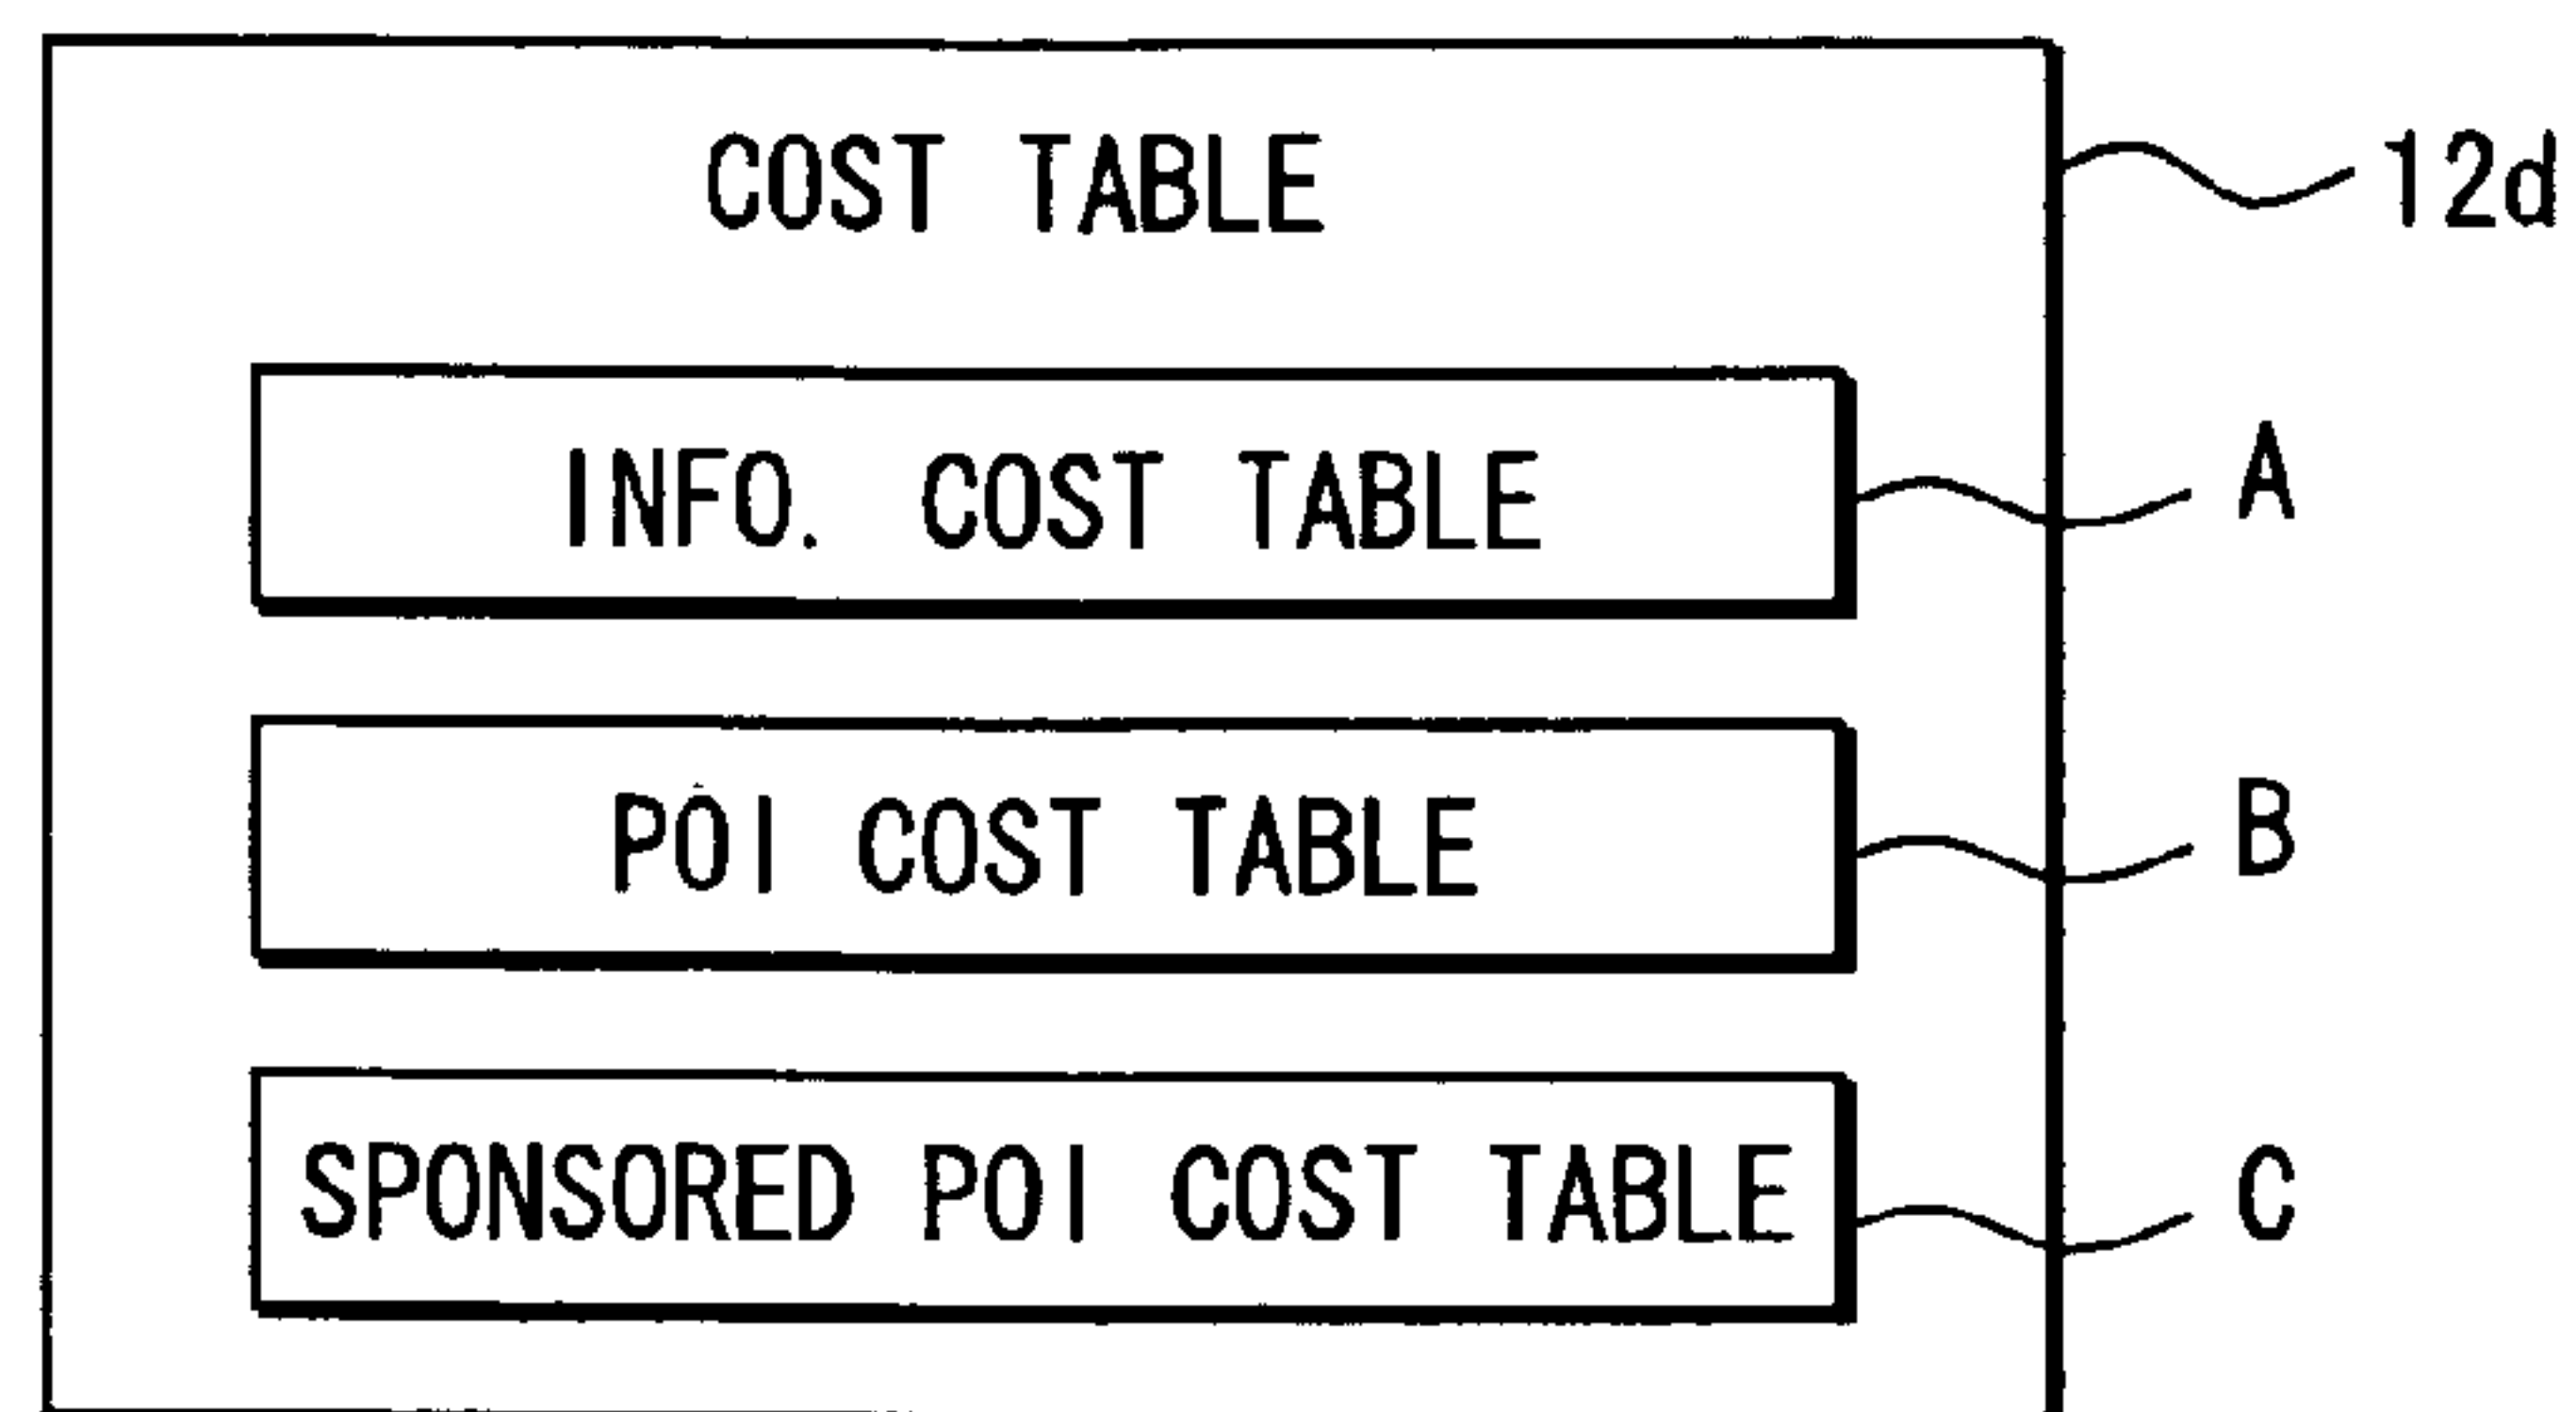 COST TABLE
12d
INFO. COST TABLE
A
POI COST TABLE
B
SPONSORED POI COST TABLE
C